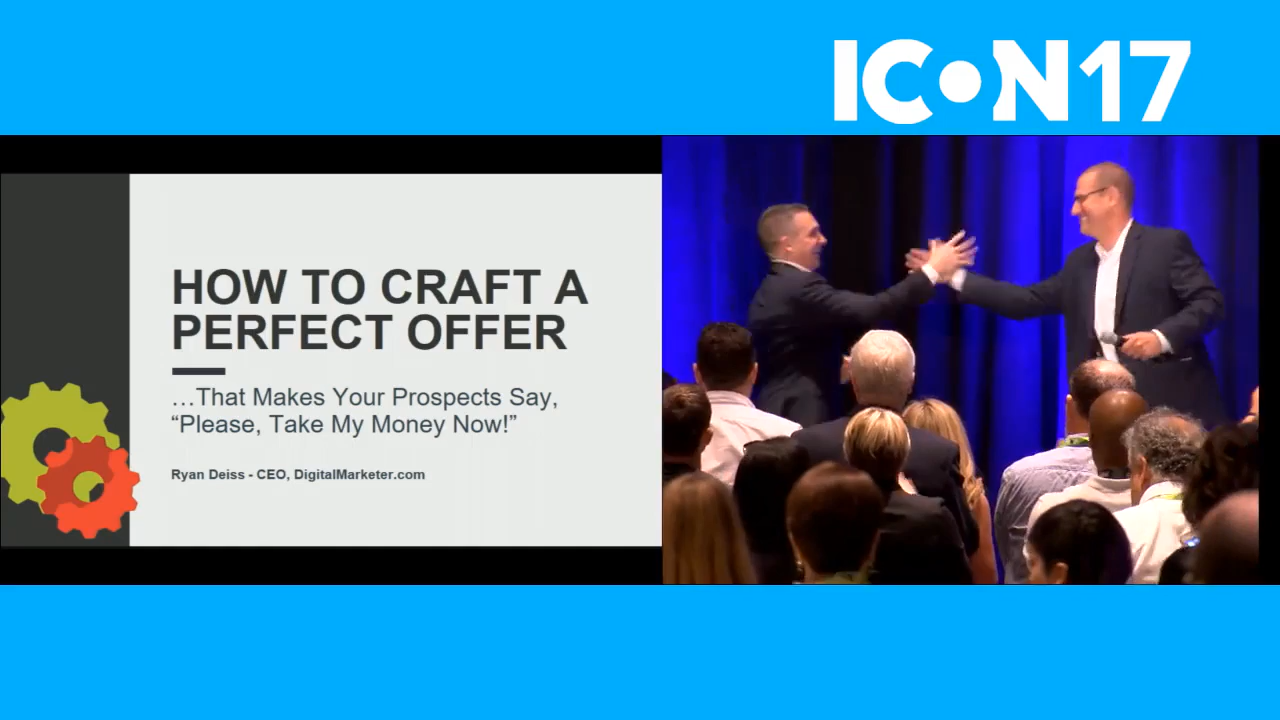 ICON17
HOW TO CRAFT A
PERFECT OFFER
…That Makes Your Prospects Say,
“Please, Take My Money Now!”
Ryan Deiss - CEO, DigitalMarketer.com